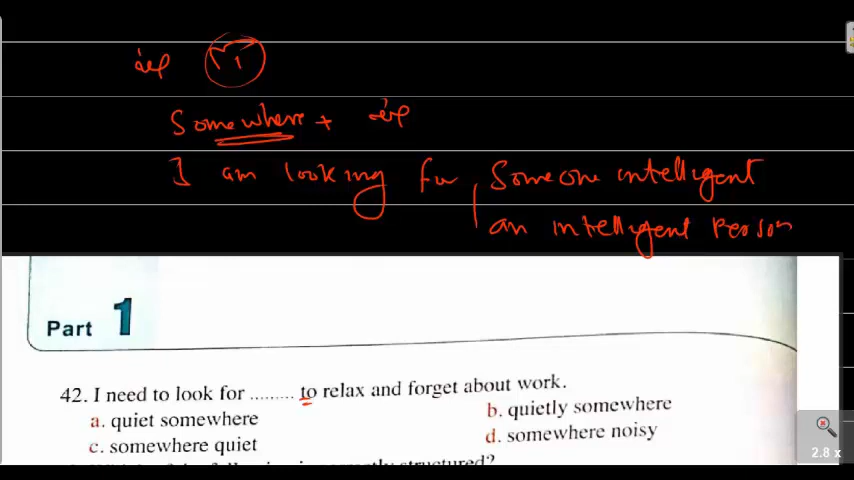 Somewhere +
I am looking for Someone intelligent
an intelligent person
Part 1
42. I need to look for ......... to relax and forget about work.
a. quiet somewhere
b. quietly somewhere
c. somewhere quiet
d. somewhere noisy
2.8 x